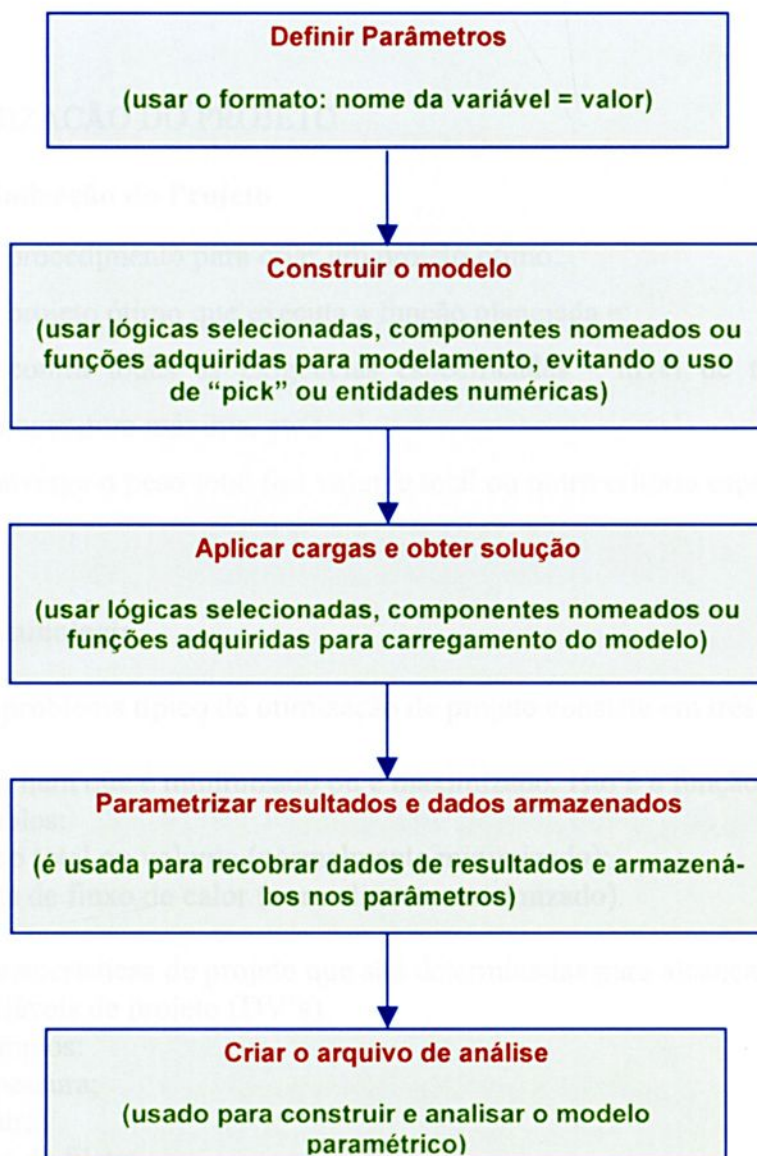 Definir Parâmetros
(usar o formato: nome da variável = valor)
Construir o modelo
(usar lógicas selecionadas, componentes nomeados ou
funções adquiridas para modelamento, evitando o uso
de “pick” ou entidades numéricas)
Aplicar cargas e obter solução
(usar lógicas selecionadas, componentes nomeados ou
funções adquiridas para carregamento do modelo)
Parametrizar resultados e dados armazenados
(é usada para recobrar dados de resultados e armazená-
los nos parâmetros)
Criar o arquivo de análise
(usado para construir e analisar o modelo
paramétrico)